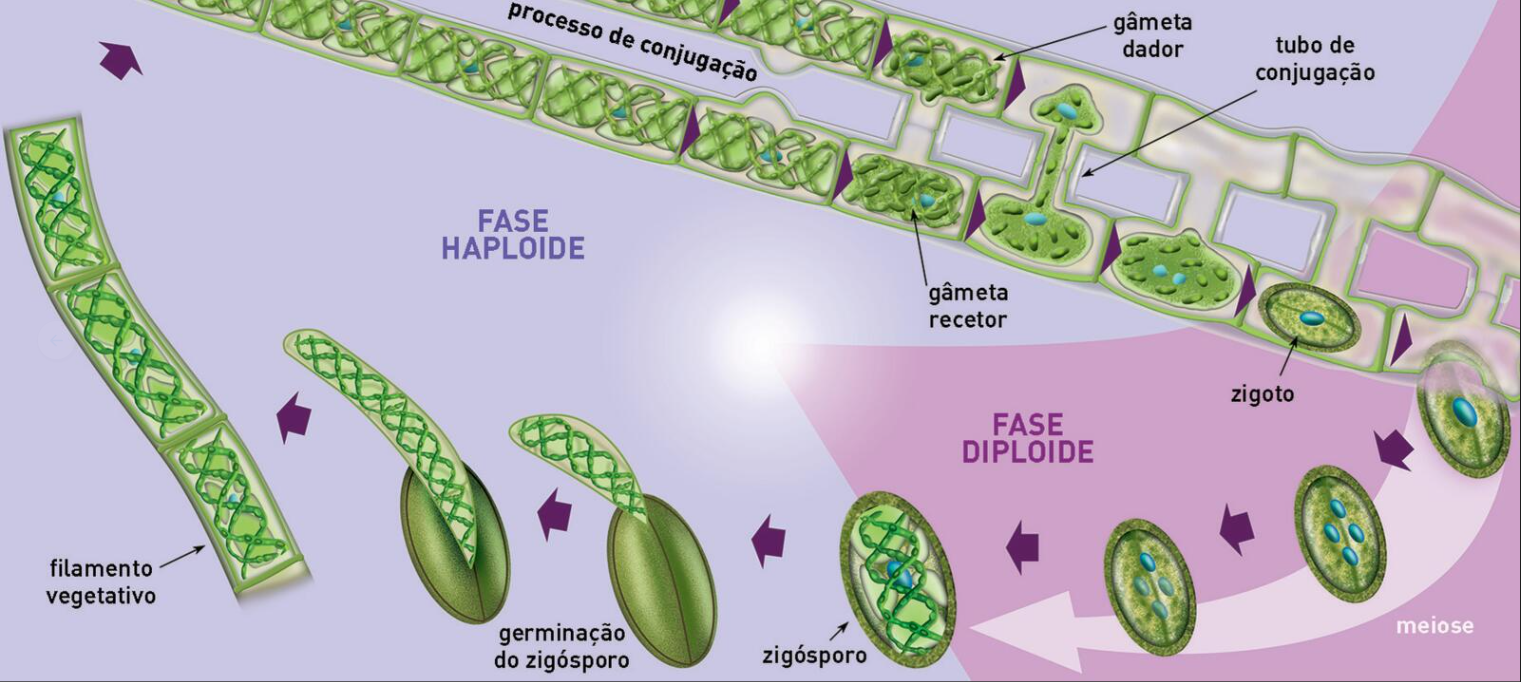 processo de conjugação
gâmeta
dador
tubo de
conjugação
FASE
HAPLOIDE
gâmeta
recetor
zigoto
FASE
DIPLOIDE
filamento
vegetativo
germinação
do zigósporo
zigósporo
meiose